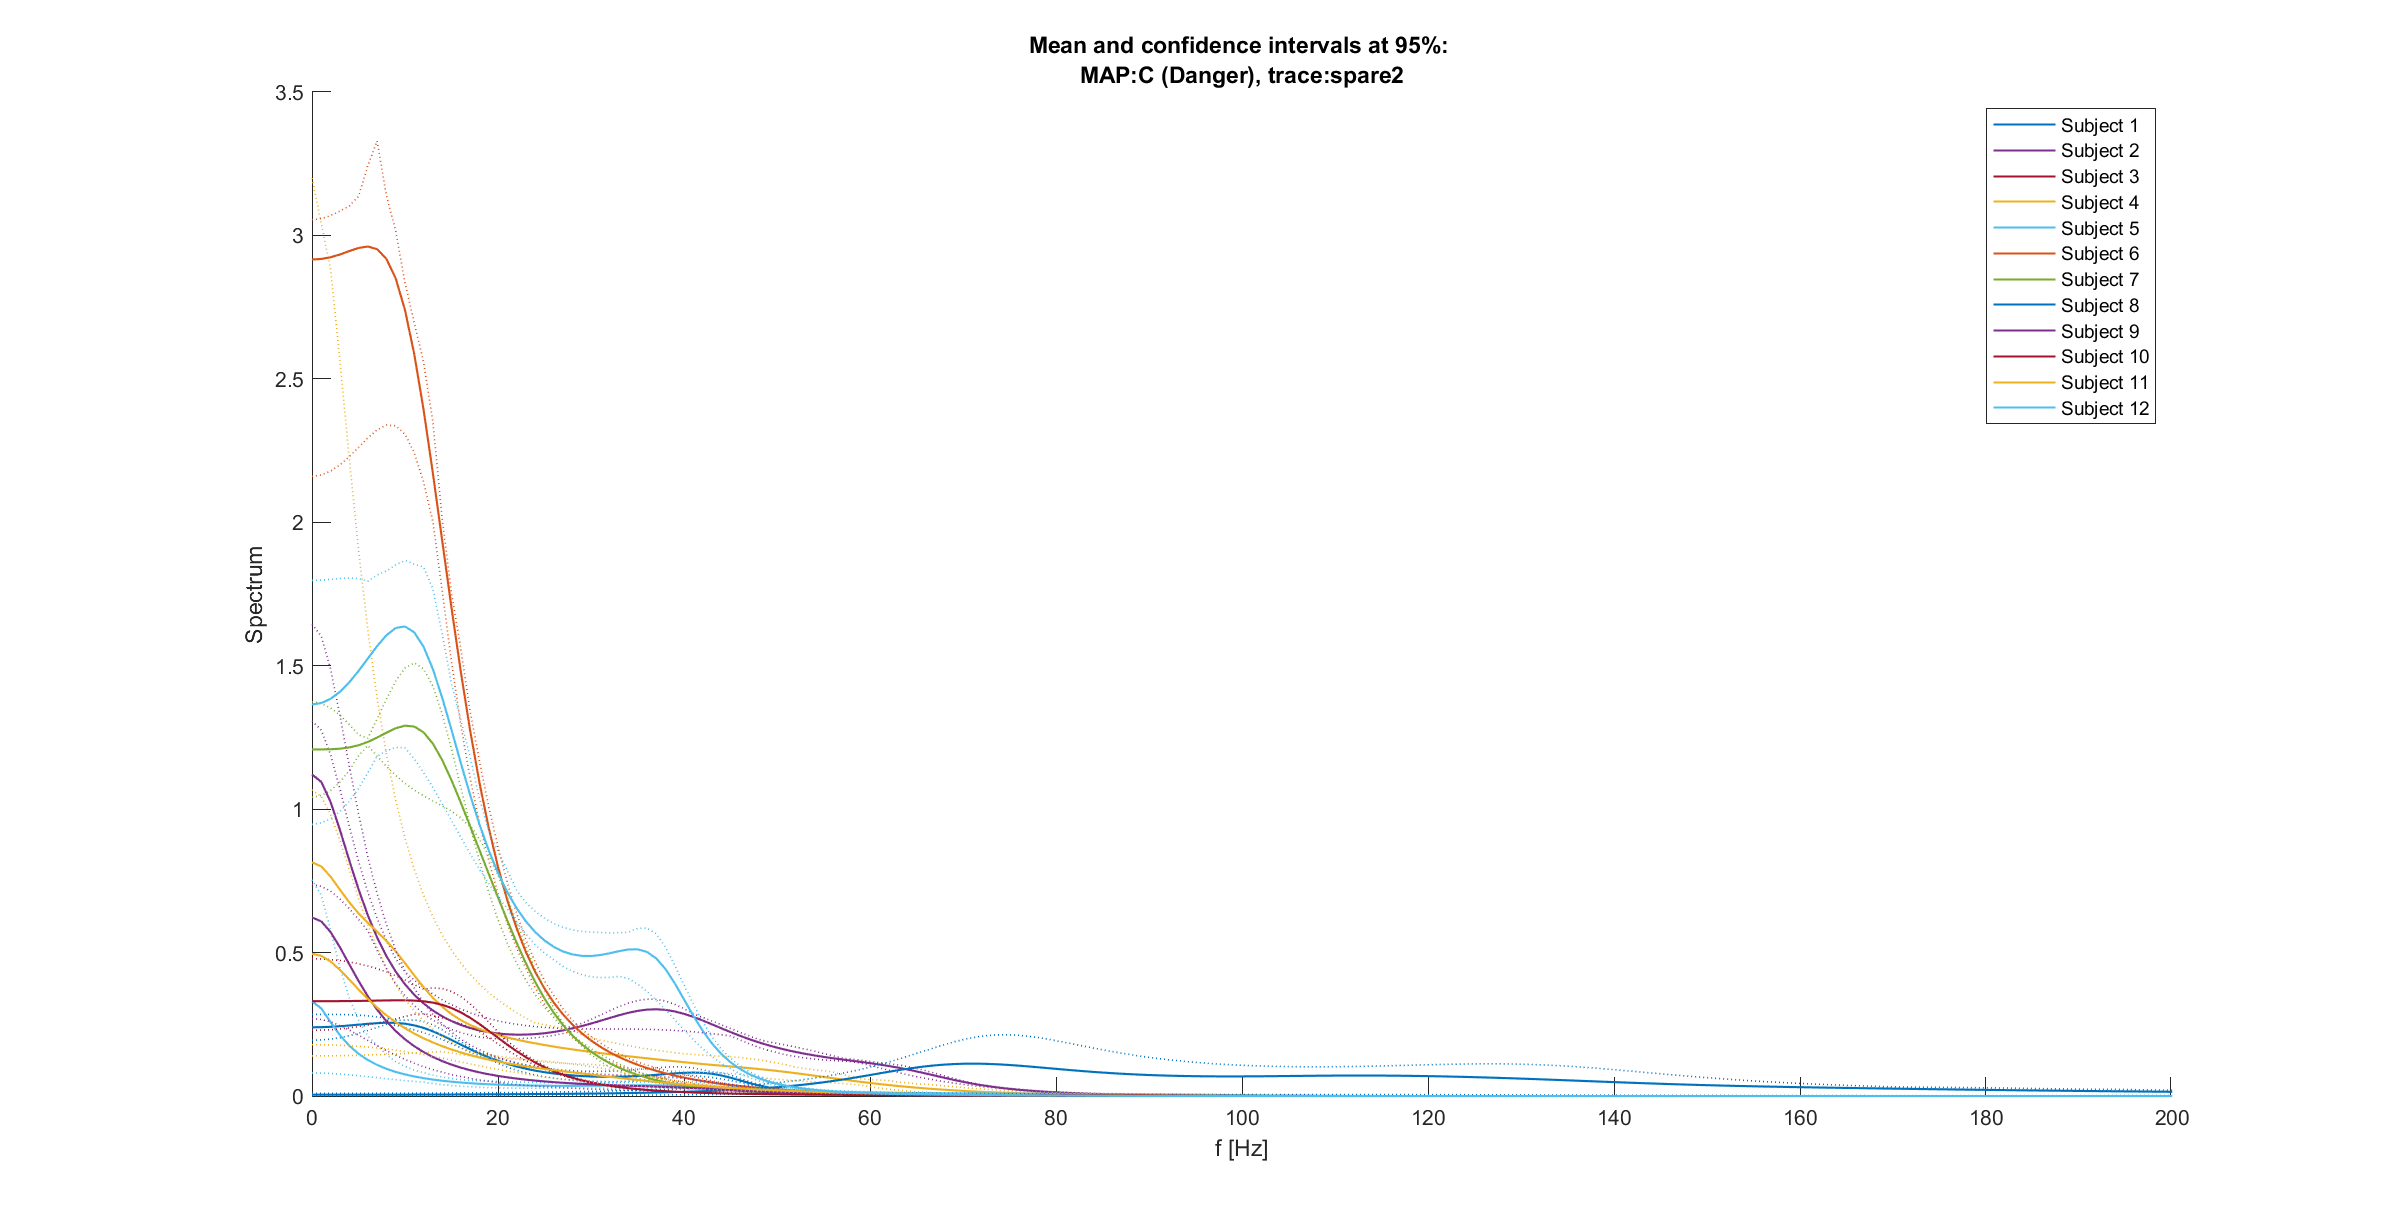 Mean and confidence intervals at 95%:
MAP:C (Danger), trace:spare2
3.5
3
2.5
2
1.5
1
0.5
0
Spectrum
0 20 40 60 80 100 120 140 160 180 200
f [Hz]
Subject 1
Subject 2
Subject 3
Subject 4
Subject 5
Subject 6
Subject 7
Subject 8
Subject 9
Subject 10
Subject 11
Subject 12